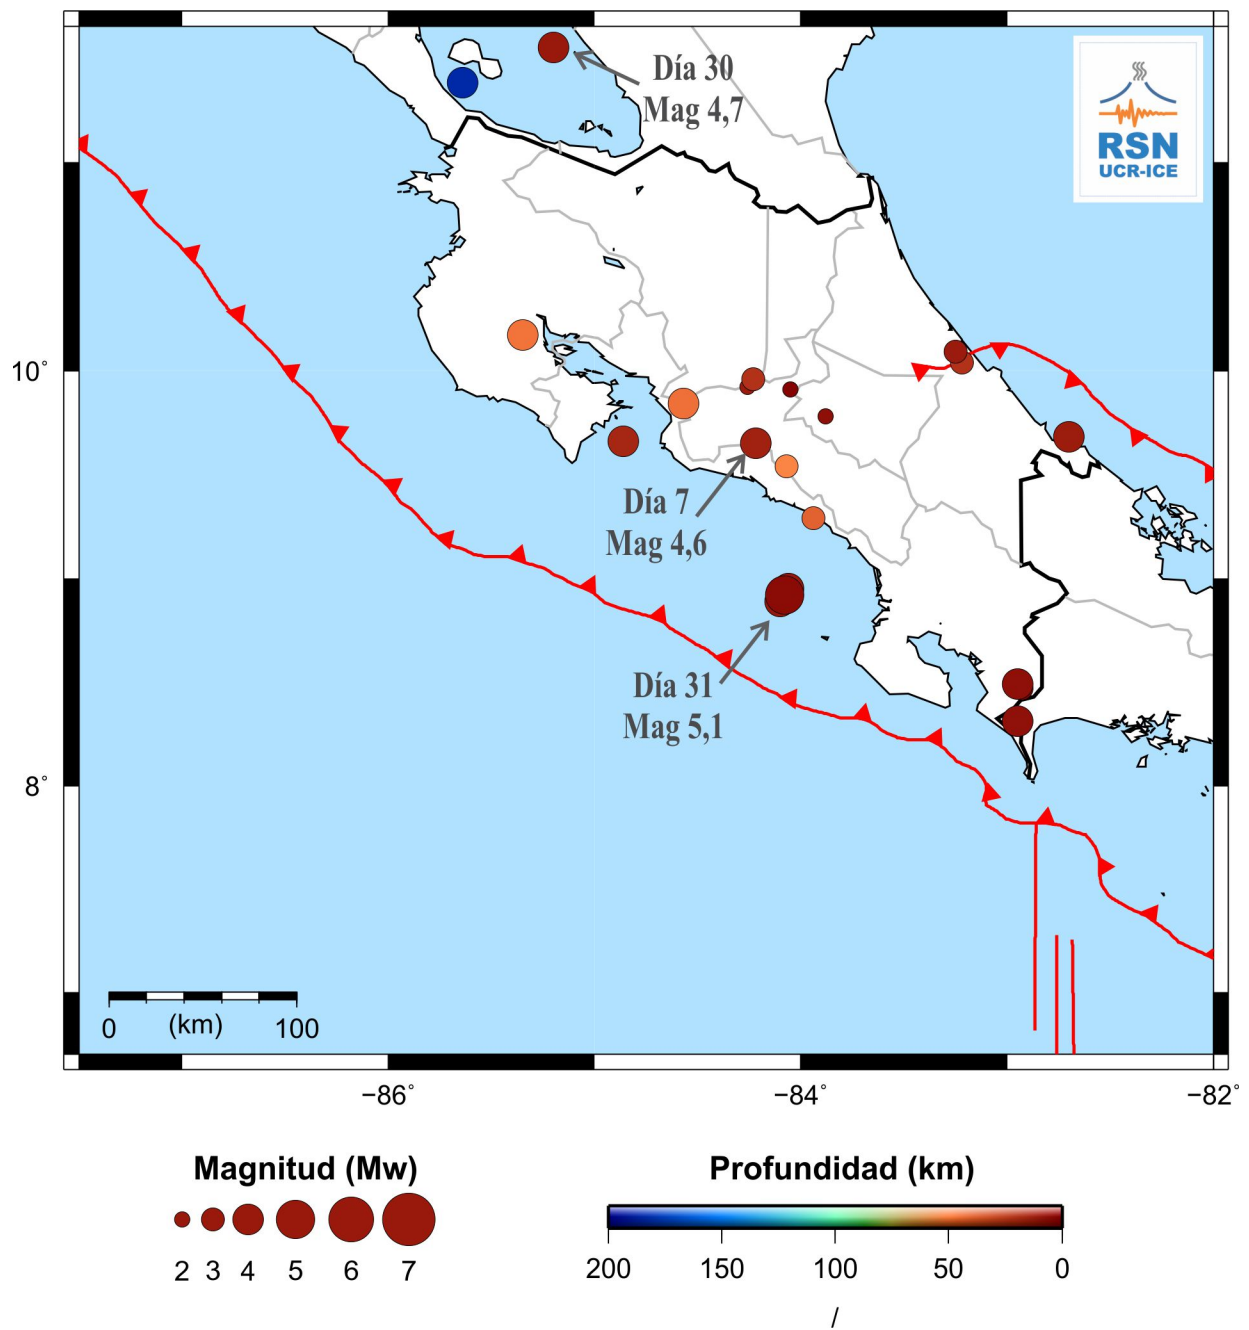 Día 30
Mag 4,7
RSN
UCR-ICE
10°
Día 7
Mag 4,6
Día 31
Mag 5,1
8°
0 (km) 100
−86° −84° −82°
Magnitud (Mw) Profundidad (km)
2 3 4 5 6 7
200 150 100 50 0
/